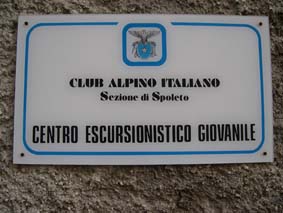 CLUB ALPINO ITALIANO
Sezione di Spoleto
CENTRO ESCURSIONISTICO GIOVANILE